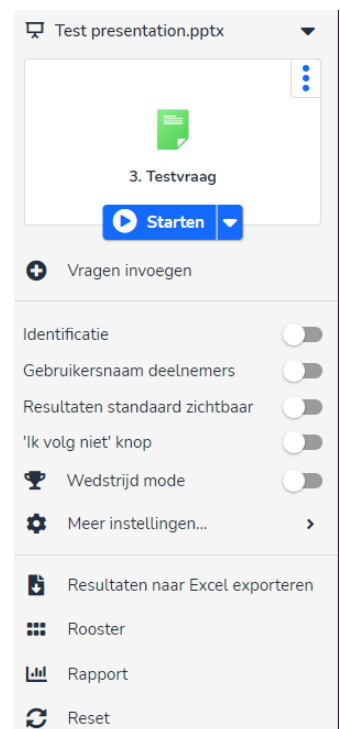 Test presentation.pptx
3. Testvraag
Starten
Vragen invoegen
Identificatie
Gebruikersnaam deelnemers
Resultaten standaard zichtbaar
'Ik volg niet' knop
Wedstrijd mode
Meer instellingen...
Resultaten naar Excel exporteren
Rooster
Rapport
Reset